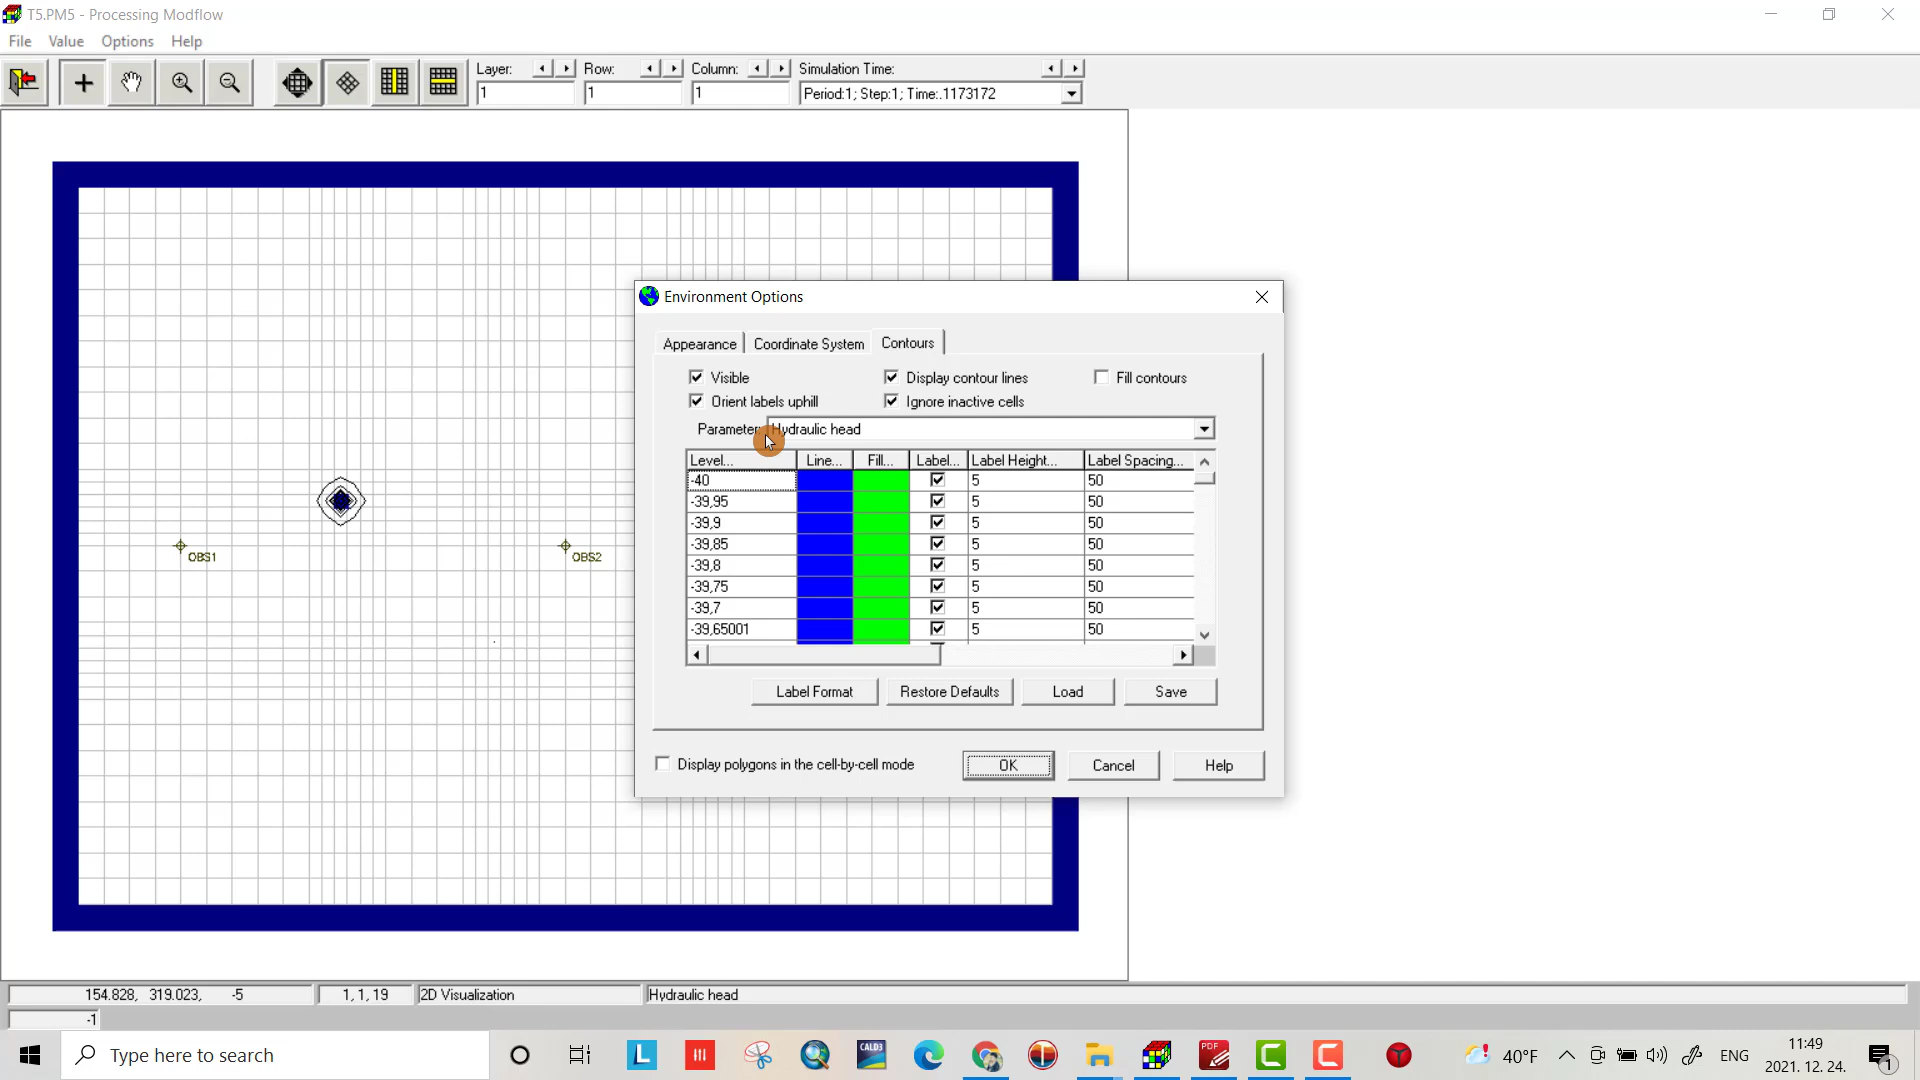 T5.PM5 - Processing Modflow
File Value Options Help
Layer: Row: Column: Simulation Time:
1 1 1 Period:1; Step:1; Time:.1173172
OBS1
OBS2
Environment Options
Appearance Coordinate System Contours
Visible Display contour lines Fill contours
Orient labels uphill Ignore inactive cells
Parameter: Hydraulic head
Level... Line... Fill... Label... Label Height... Label Spacing...
-40 5 50
-39,95 5 50
-39,9 5 50
-39,85 5 50
-39,8 5 50
-39,75 5 50
-39,7 5 50
-39,65001 5 50
Label Format Restore Defaults Load Save
Display polygons in the cell-by-cell mode OK Cancel Help
154.828, 319.023, -5 1, 1, 19 2D Visualization Hydraulic head
-1
Type here to search
L
CALD3
PDF
C
C
40°F
ENG
11:49
2021. 12. 24.
1